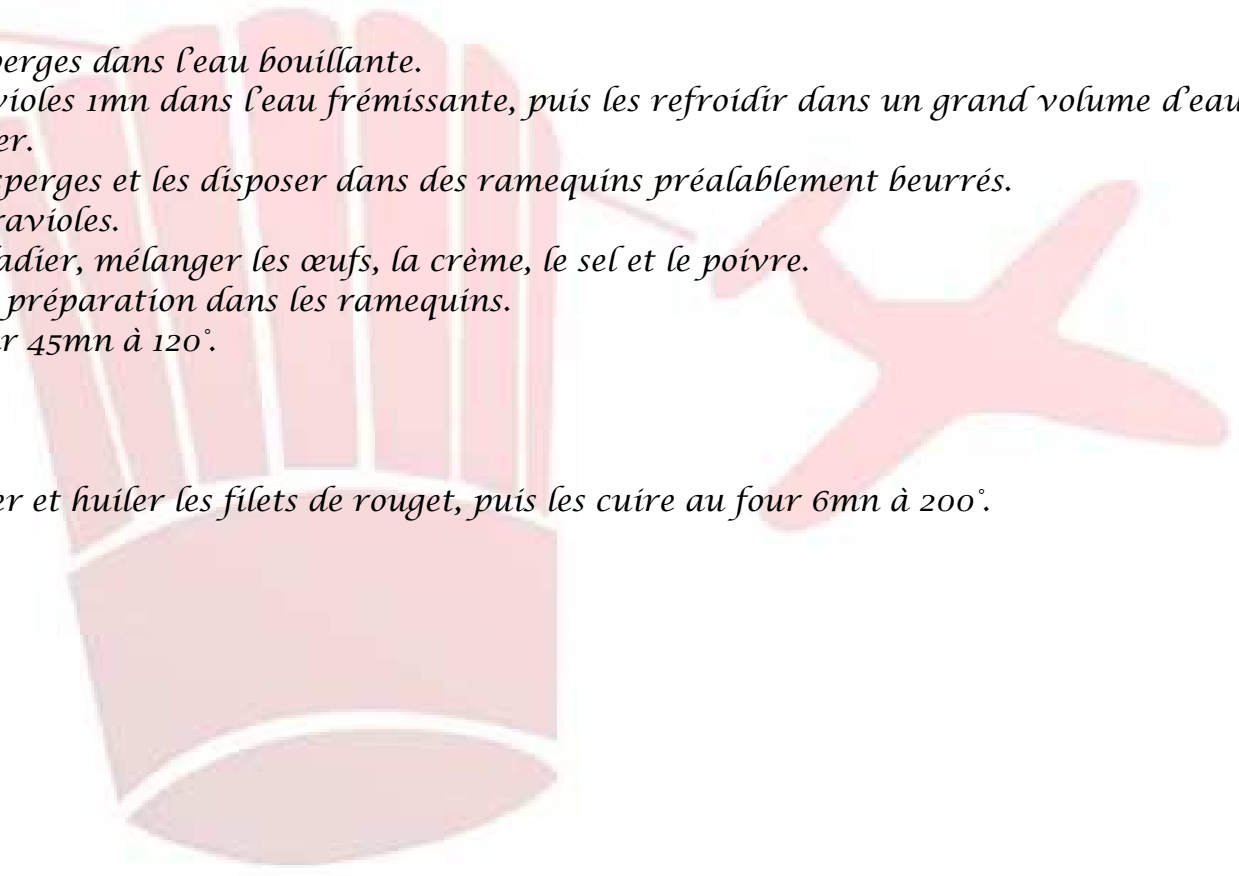 perges dans l'eau bouillante.
violes 1mn dans l'eau frémissante, puis les refroidir dans un grand volume d'eau
er.
sperges et les disposer dans des ramequins préalablement beurrés.
ravioles.
adier, mélanger les œufs, la crème, le sel et le poivre.
préparation dans les ramequins.
r 45mn à 120°.
er et huiler les filets de rouget, puis les cuire au four 6mn à 200°.